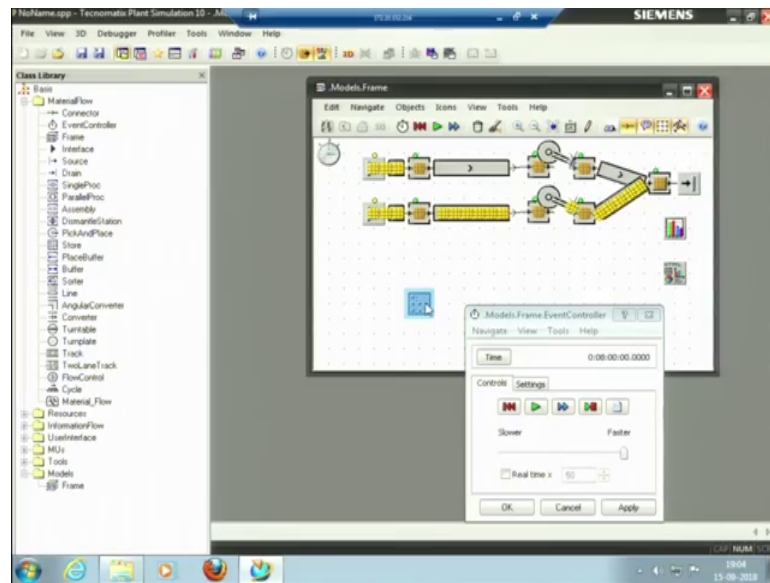 NoName.spp - Tecnomatix Plant Simulation 10 - .M
SIEMENS
File View 3D Debugger Profiler Tools Window Help
Class Library
Basis
MaterialFlow
Connector
EventController
Frame
Interface
Source
Drain
SingleProc
ParallelProc
Assembly
DismantleStation
PickAndPlace
Store
PlaceBuffer
Buffer
Sorter
Line
AngularConverter
Converter
Turntable
Turnplate
Track
TwoLaneTrack
FlowControl
Cycle
Material_Flow
Resources
InformationFlow
UserInterface
MUs
Tools
Models
Frame
.Models.Frame
Edit Navigate Objects Icons View Tools Help
.Models.Frame.EventController
Navigate View Tools Help
Time 0:08:00:00.0000
Controls Settings
Slower Faster
Real time x 50
OK Cancel Apply
CAP NUM SC
19:04
15-09-2018